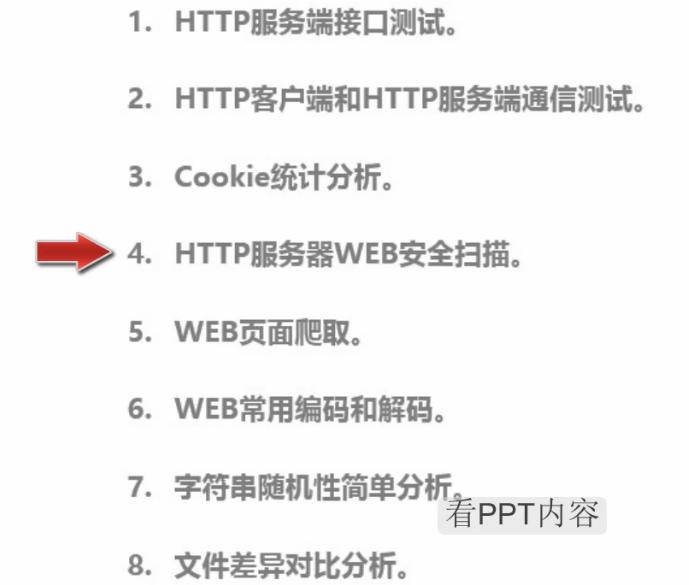 1. HTTP服务端接口测试。
2. HTTP客户端和HTTP服务端通信测试。
3. Cookie统计分析。
4. HTTP服务器WEB安全扫描。
5. WEB页面爬取。
6. WEB常用编码和解码。
7. 字符串随机性简单分析。
看PPT内容
8. 文件差异对比分析。